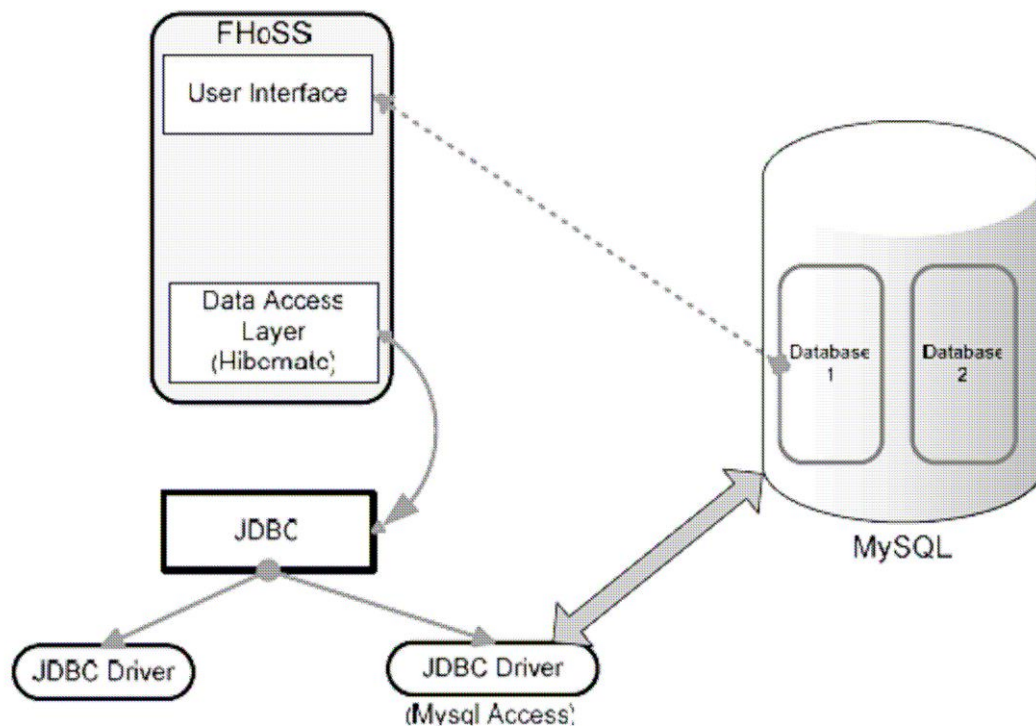 FHoSS
User Interface
Data Access
Layer
(Hibernate)
JDBC
JDBC Driver
JDBC Driver
(Mysql Access)
Database
1
Database
2
MySQL